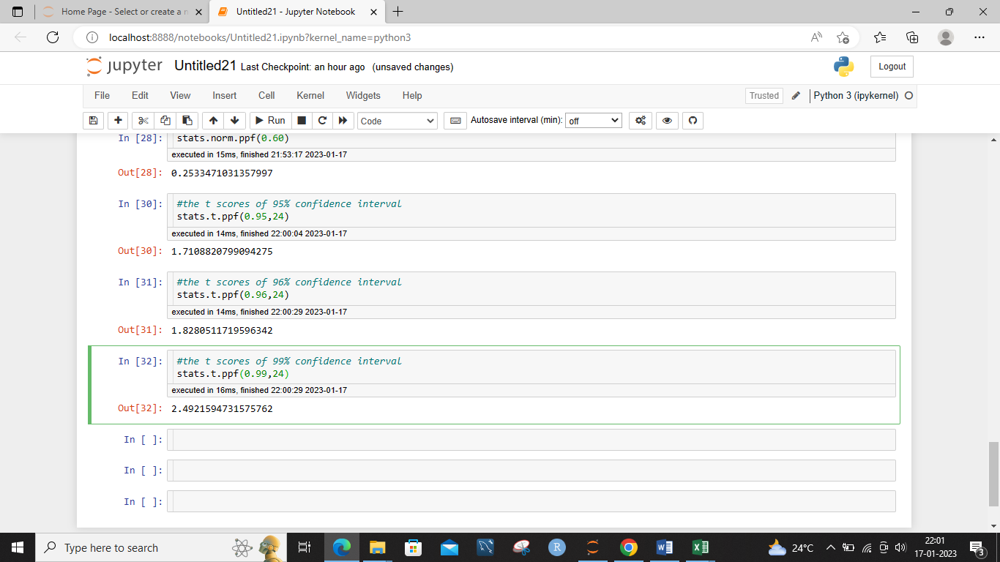 Home Page - Select or create a n
Untitled21 - Jupyter Notebook
localhost:8888/notebooks/Untitled21.ipynb?kernel_name=python3
jupyter Untitled21 Last Checkpoint: an hour ago (unsaved changes)
Logout
File Edit View Insert Cell Kernel Widgets Help
Trusted
Python 3 (ipykernel)
Run
Code
Autosave interval (min): off
In [28]: stats.norm.ppf(0.60)
executed in 15ms, finished 21:53:17 2023-01-17
Out[28]: 0.2533471031357997
In [30]: #the t scores of 95% confidence interval
stats.t.ppf(0.95,24)
executed in 14ms, finished 22:00:04 2023-01-17
Out[30]: 1.7108820799094275
In [31]: #the t scores of 96% confidence interval
stats.t.ppf(0.96,24)
executed in 14ms, finished 22:00:29 2023-01-17
Out[31]: 1.8280511719596342
In [32]: #the t scores of 99% confidence interval
stats.t.ppf(0.99,24)
executed in 16ms, finished 22:00:29 2023-01-17
Out[32]: 2.4921594731575762
In [ ]:
In [ ]:
In [ ]:
Type here to search
24°C
22:01
17-01-2023
3